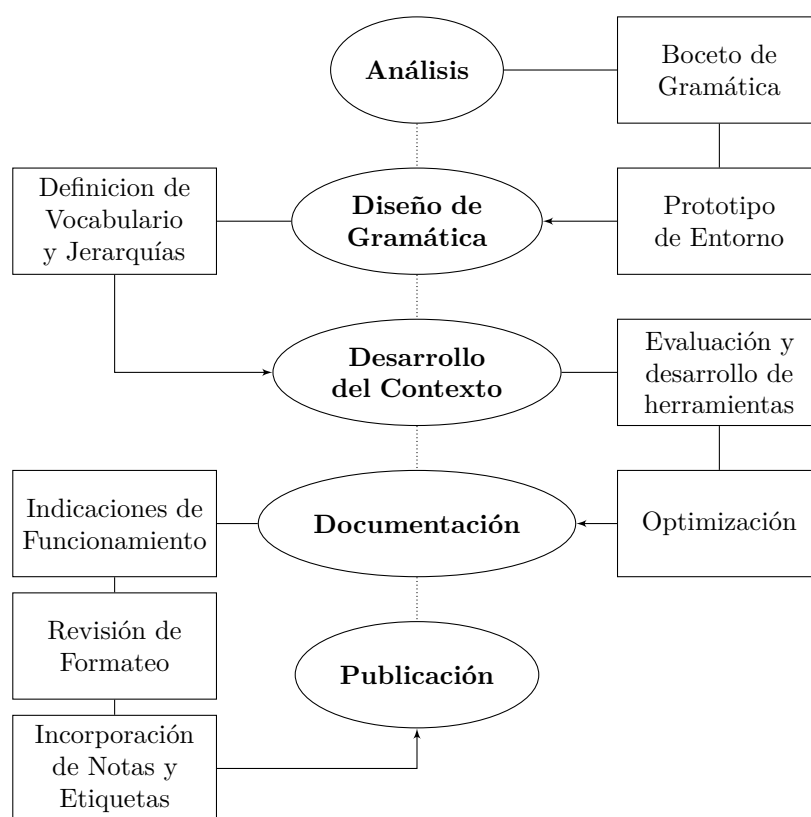 Análisis
Boceto de
Gramática
Definicion de
Vocabulario
y Jerarquías
Diseño de
Gramática
Prototipo
de Entorno
Desarrollo
del Contexto
Evaluación y
desarrollo de
herramientas
Indicaciones de
Funcionamiento
Documentación
Optimización
Revisión de
Formateo
Publicación
Incorporación
de Notas y
Etiquetas